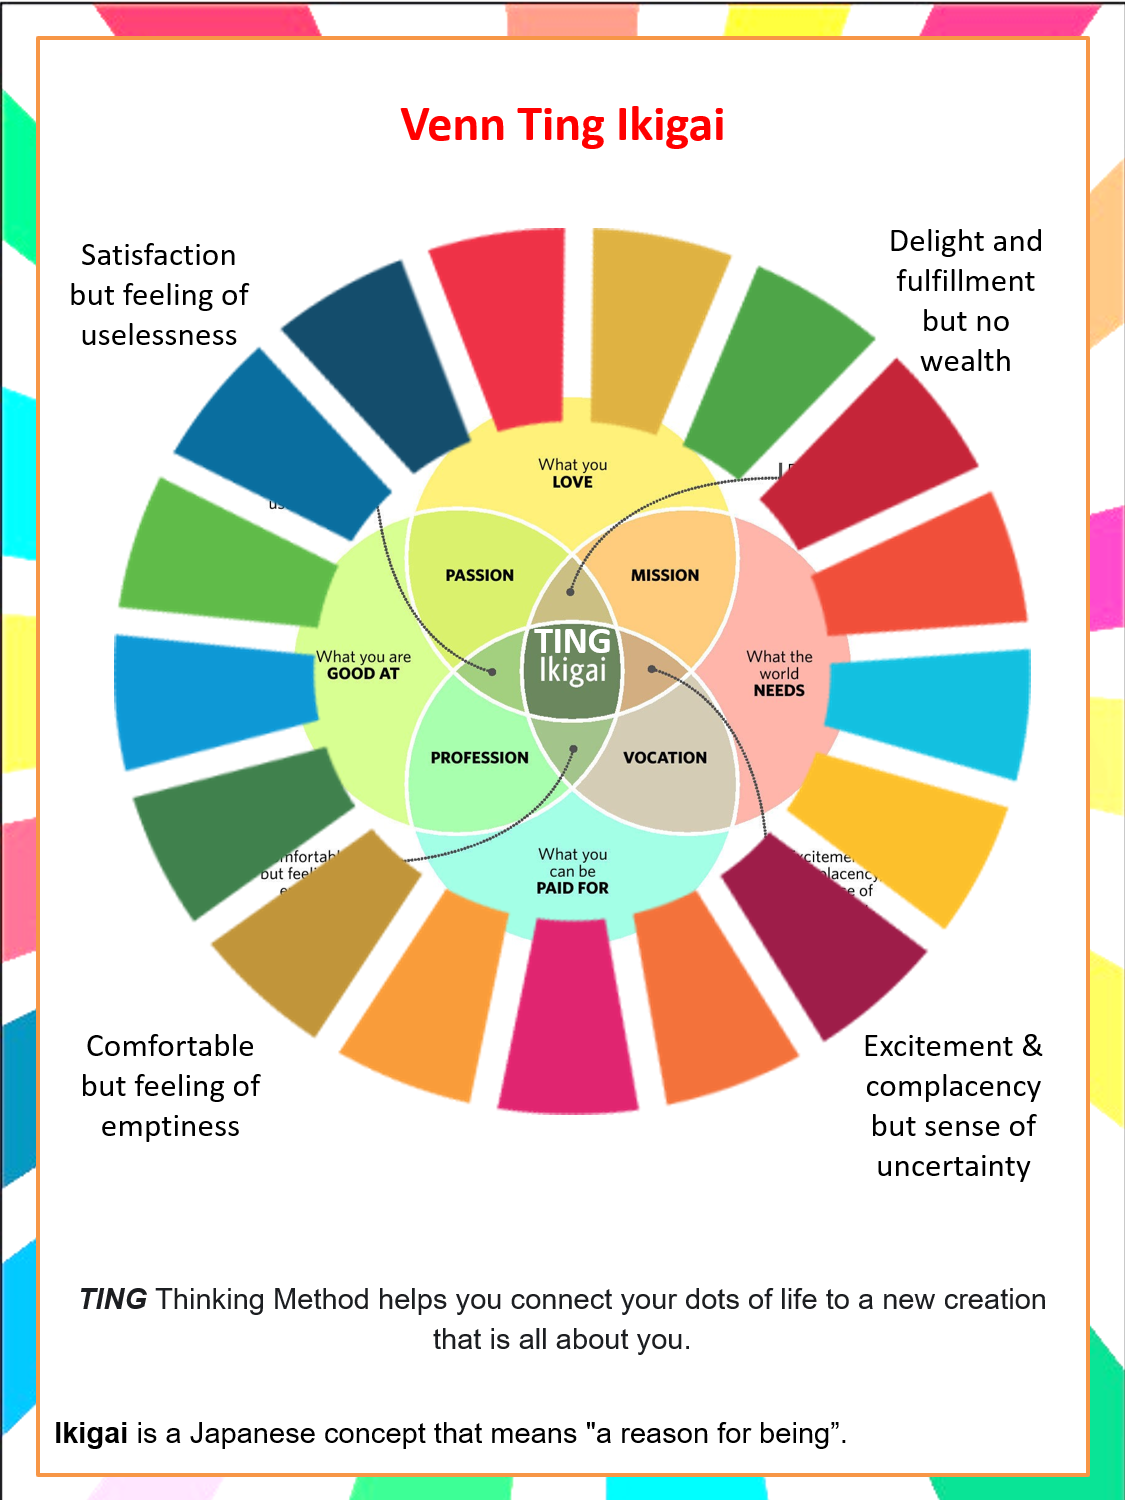 Venn Ting Ikigai
Satisfaction
but feeling of
uselessness
Delight and
fulfillment
but no
wealth
What you
LOVE
PASSION
MISSION
TING
Ikigai
What you are
GOOD AT
What the
world
NEEDS
PROFESSION
VOCATION
What you
can be
PAID FOR
but
of
Comfortable
but feeling of
emptiness
Excitement &
complacency
but sense of
uncertainty
TING Thinking Method helps you connect your dots of life to a new creation
that is all about you.
Ikigai is a Japanese concept that means "a reason for being”.